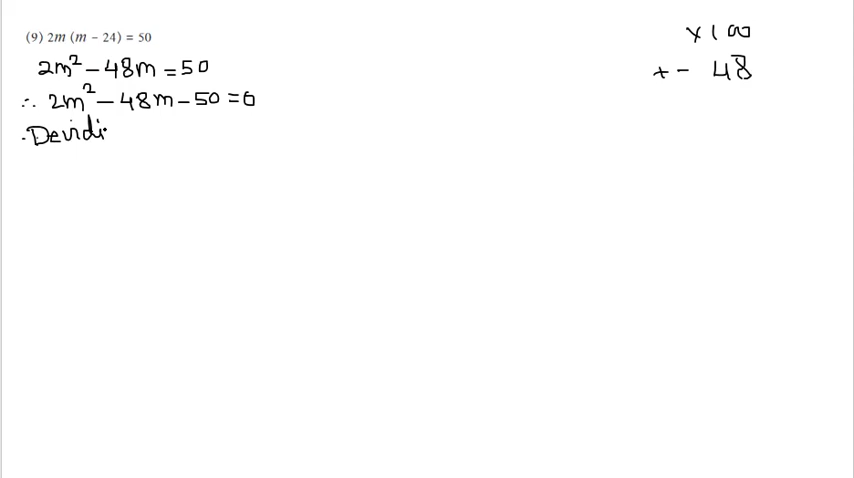 (9) 2m (m − 24) = 50
2m² − 48m = 50
∴ 2m² − 48m − 50 = 0
∴ Devidi
× 100
+ − 48